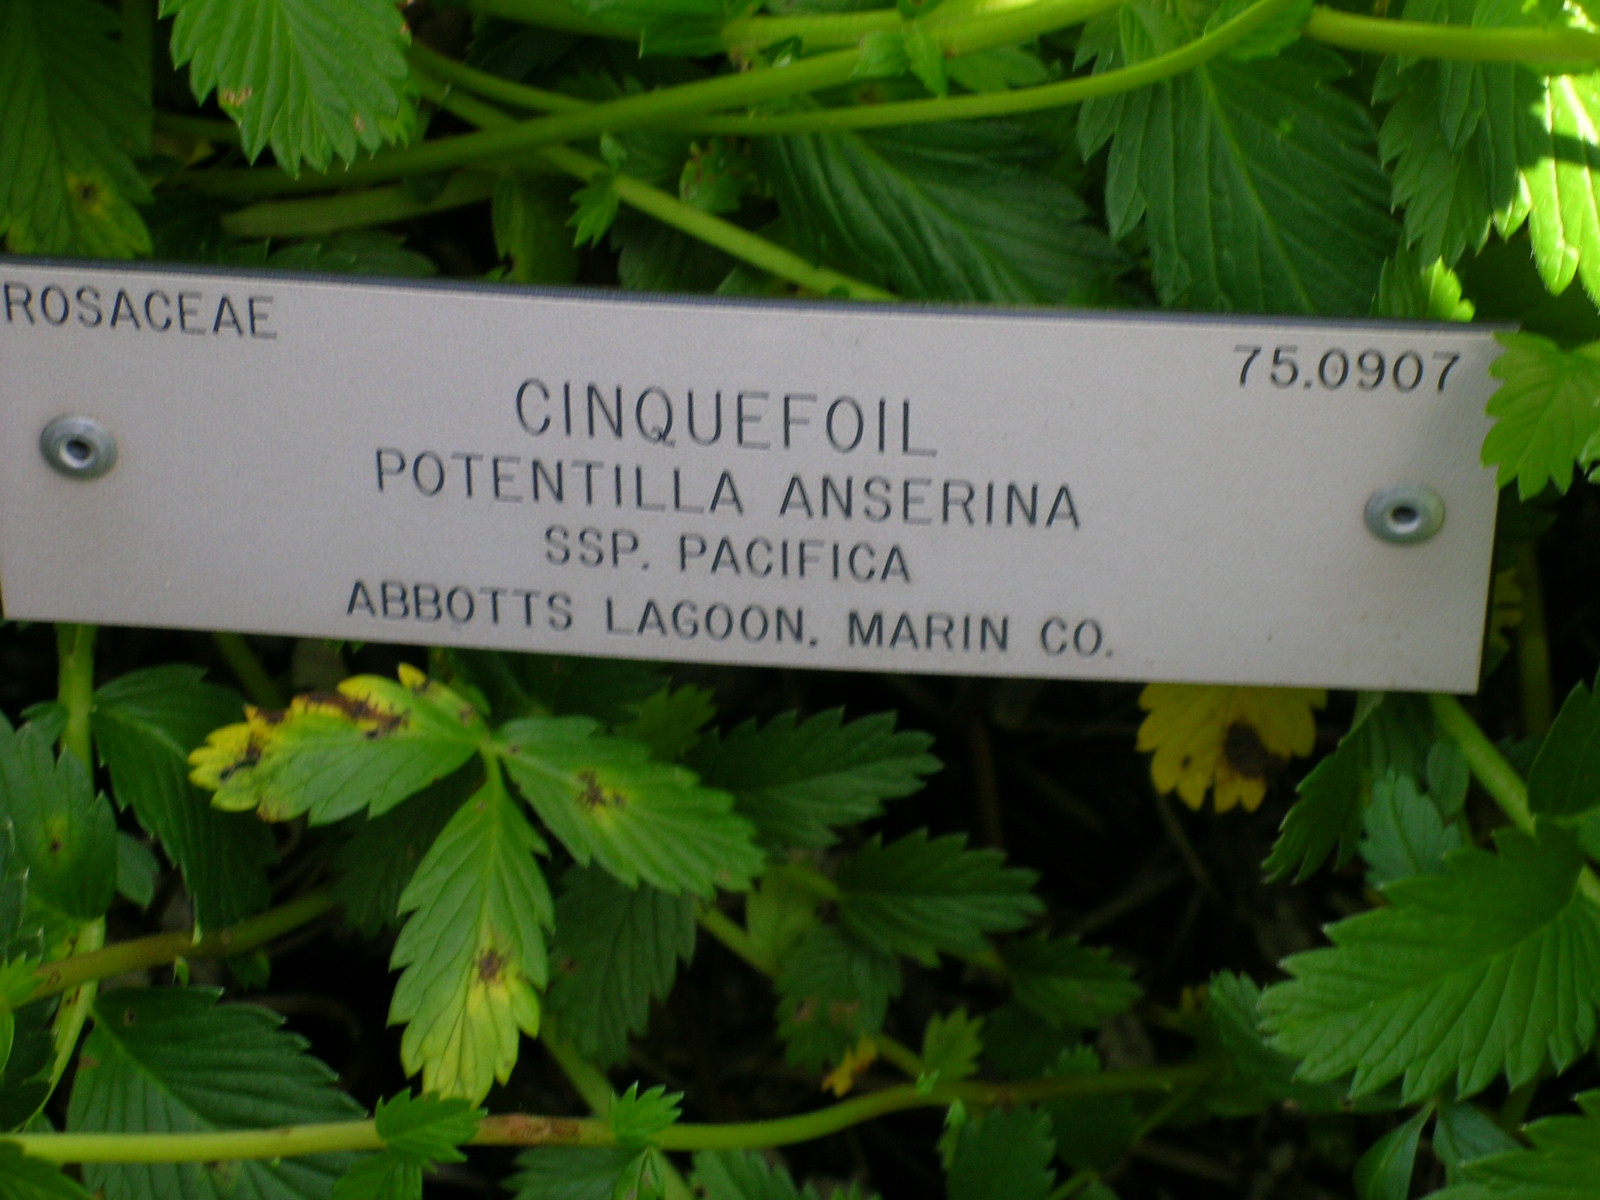 ROSACEAE
75.0907
CINQUEFOIL
POTENTILLA ANSERINA
SSP. PACIFICA
ABBOTTS LAGOON. MARIN CO.